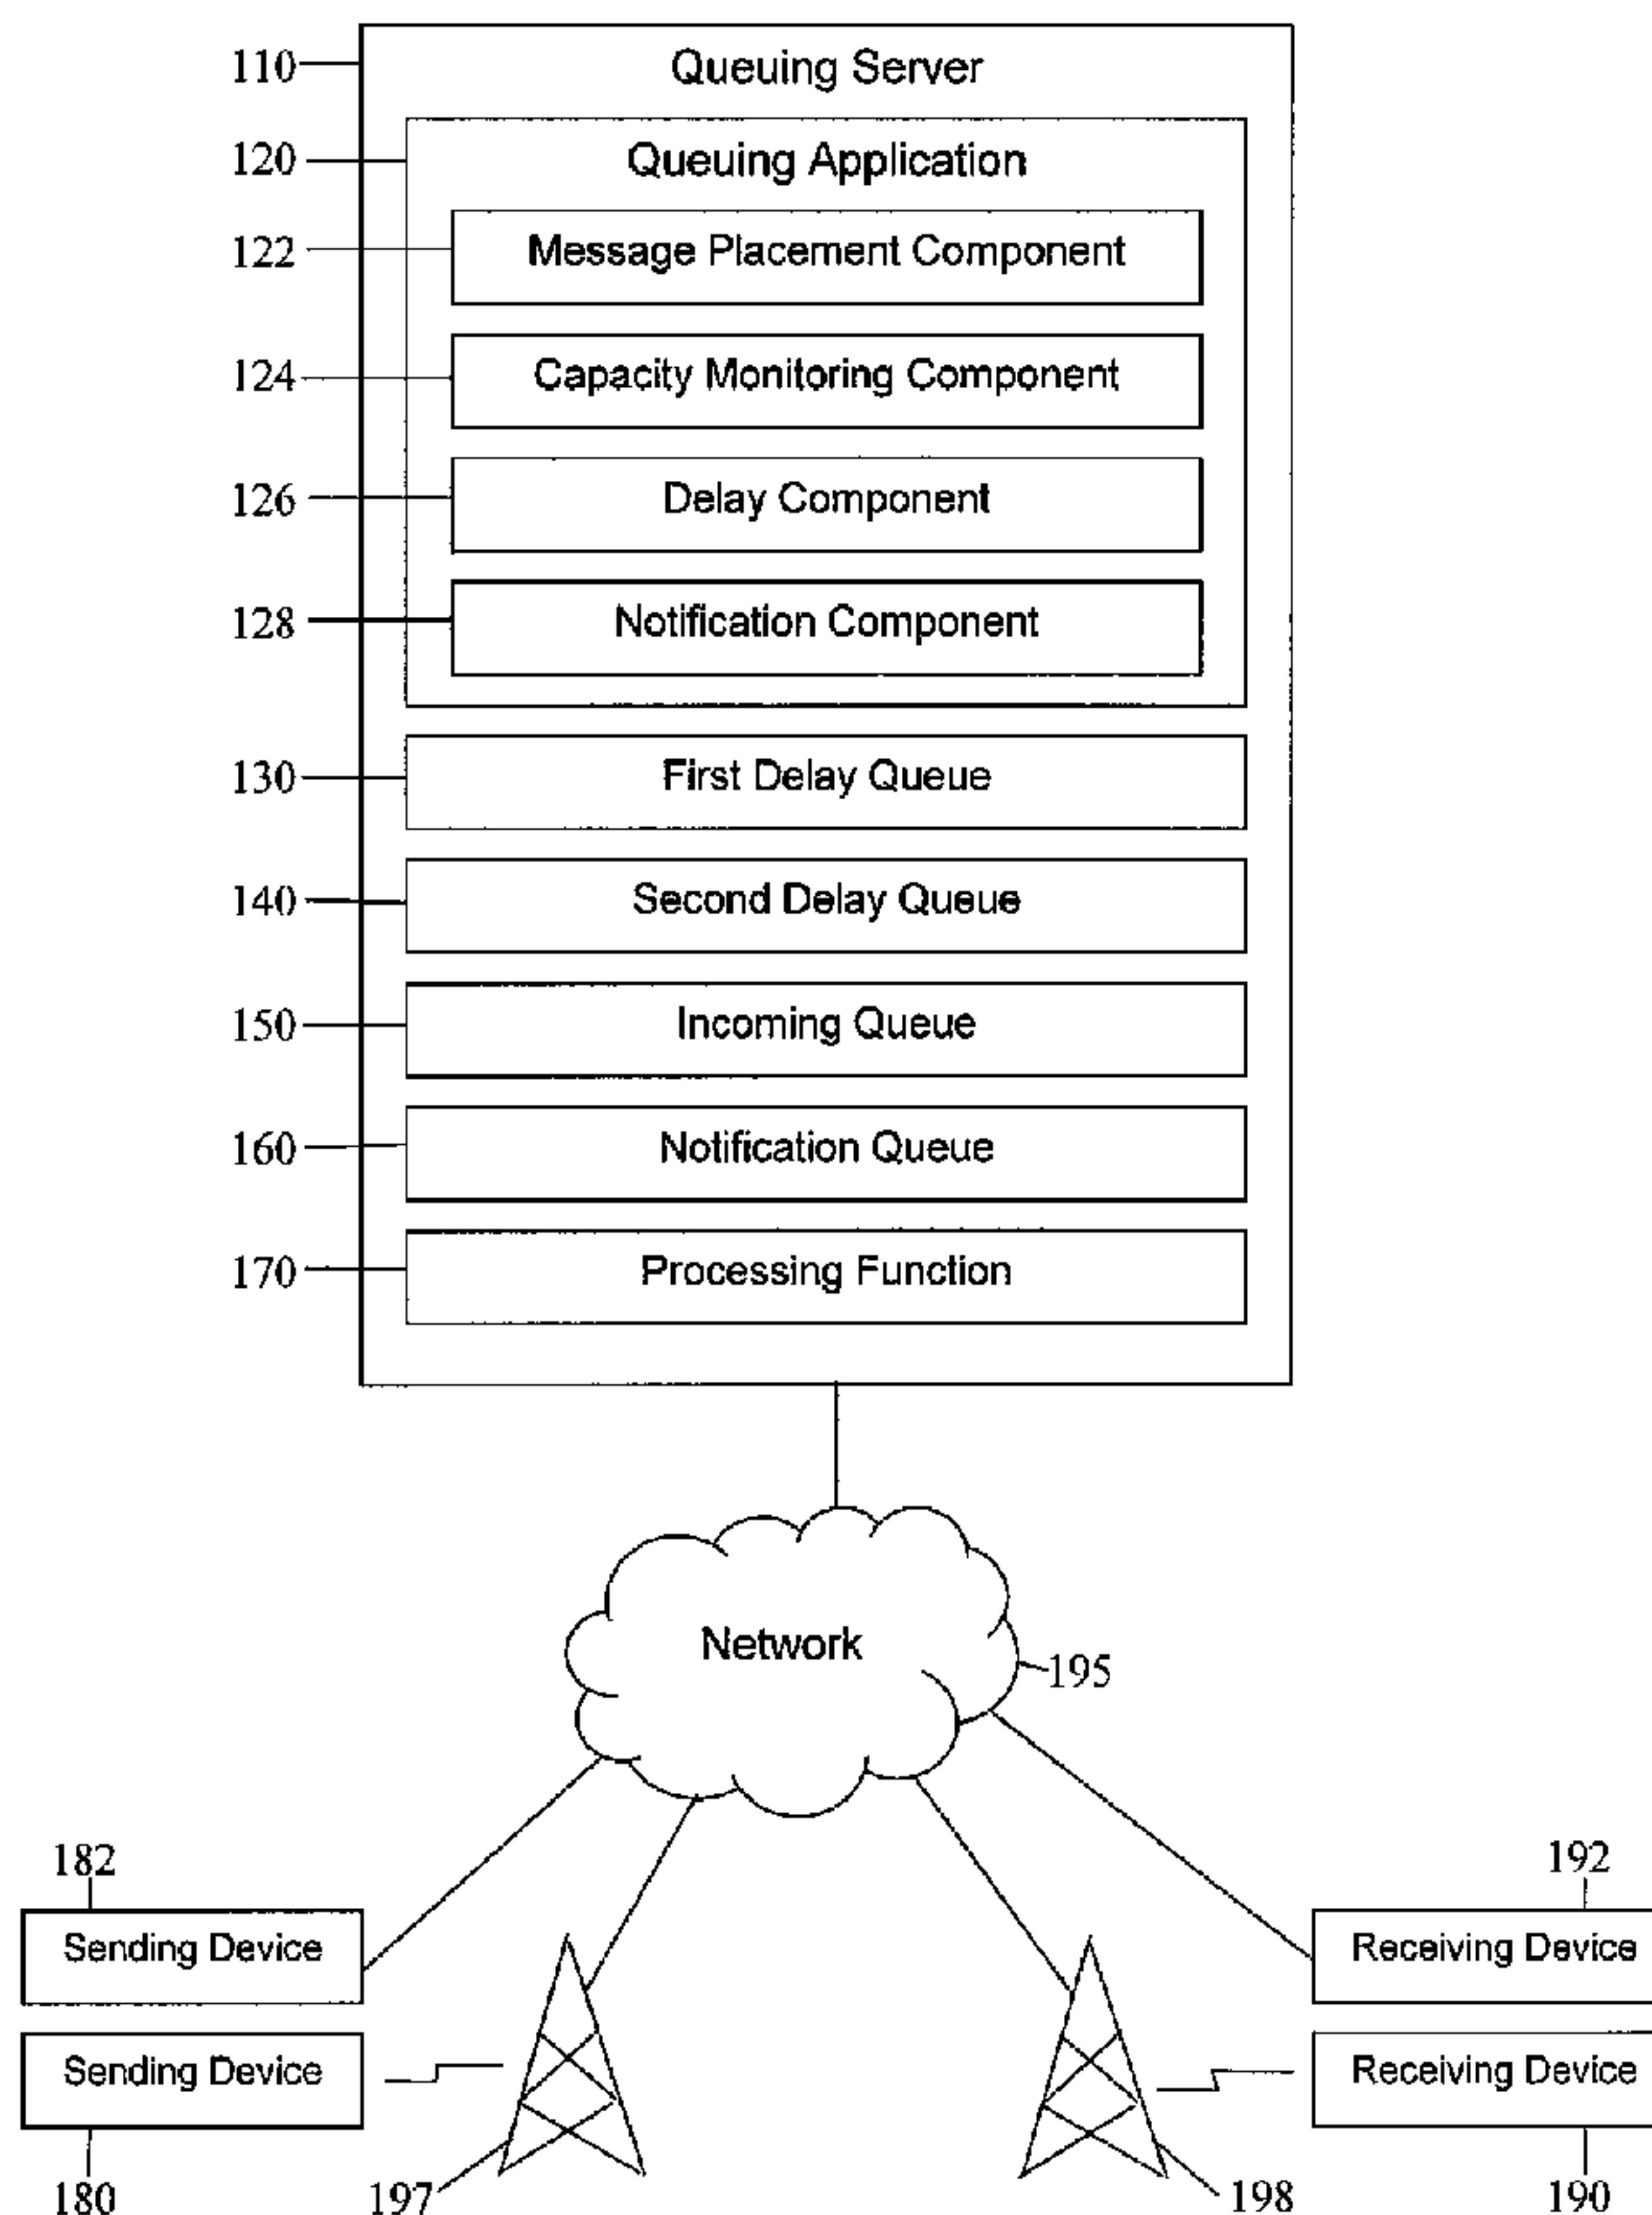 110 Queuing Server
120 Queuing Application
122 Message Placement Component
124 Capacity Monitoring Component
126 Delay Component
128 Notification Component
130 First Delay Queue
140 Second Delay Queue
150 Incoming Queue
160 Notification Queue
170 Processing Function
Network
195
182
192
Sending Device
Receiving Device
Sending Device
Receiving Device
180
197
198
190